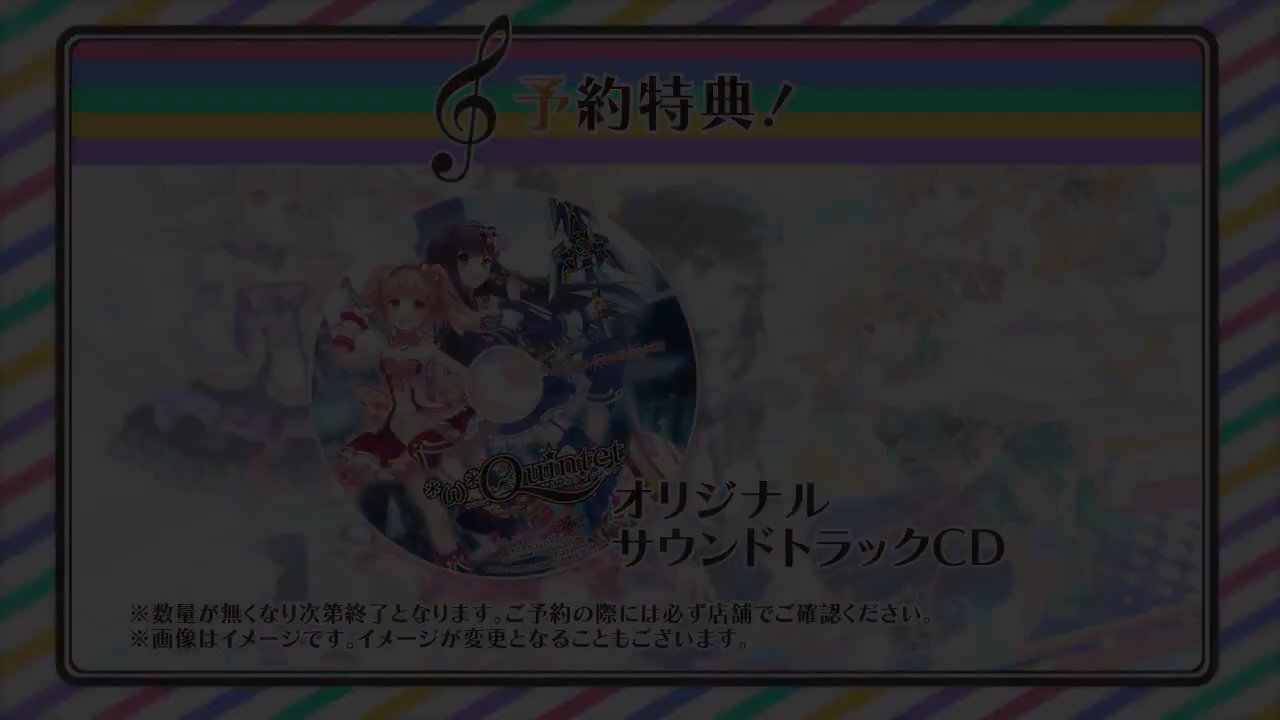 予約特典!
*ω*Quintet
オリジナル
サウンドトラックCD
※数量が無くなり次第終了となります。ご予約の際には必ず店舗でご確認ください。
※画像はイメージです。イメージが変更となることもございます。